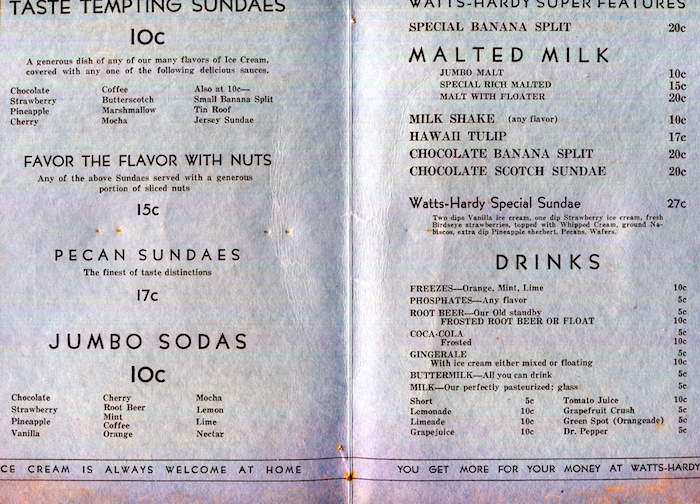 TASTE TEMPTING SUNDAES
10c
A generous dish of any of our many flavors of Ice Cream,
covered with any one of the following delicious sauces.
Chocolate Coffee Also at 10c—
Strawberry Butterscotch Small Banana Split
Pineapple Marshmallow Tin Roof
Cherry Mocha Jersey Sundae
FAVOR THE FLAVOR WITH NUTS
Any of the above Sundaes served with a generous
portion of sliced nuts
15c
PECAN SUNDAES
The finest of taste distinctions
17c
JUMBO SODAS
10c
Chocolate Cherry Mocha
Strawberry Root Beer Lemon
Pineapple Mint Lime
Vanilla Coffee Nectar
Orange
CE CREAM IS ALWAYS WELCOME AT HOME
WATTS-HARDY SUPER FEATURES
SPECIAL BANANA SPLIT 20c
MALTED MILK
JUMBO MALT 10c
SPECIAL RICH MALTED 15c
MALT WITH FLOATER 20c
MILK SHAKE (any flavor) 10c
HAWAII TULIP 17c
CHOCOLATE BANANA SPLIT 20c
CHOCOLATE SCOTCH SUNDAE 20c
Watts-Hardy Special Sundae 27c
Two dips Vanilla ice cream, one dip Strawberry ice cream, fresh
Birdseye strawberries, topped with Whipped Cream, ground Na-
biscos, extra dip Pineapple sherbert, Pecans, Wafers.
DRINKS
FREEZES—Orange, Mint, Lime 10c
PHOSPHATES—Any flavor 5c
ROOT BEER—Our Old standby 5c
FROSTED ROOT BEER OR FLOAT 10c
COCA-COLA 5c
Frosted 10c
GINGERALE 5c
With ice cream either mixed or floating 10c
BUTTERMILK—All you can drink 5c
MILK—Our perfectly pasteurized; glass 5c
Short 5c Tomato Juice 10c
Lemonade 10c Grapefruit Crush 5c
Limeade 10c Green Spot (Orangeade) 5c
Grapejuice 10c Dr. Pepper 5c
YOU GET MORE FOR YOUR MONEY AT WATTS-HARDY